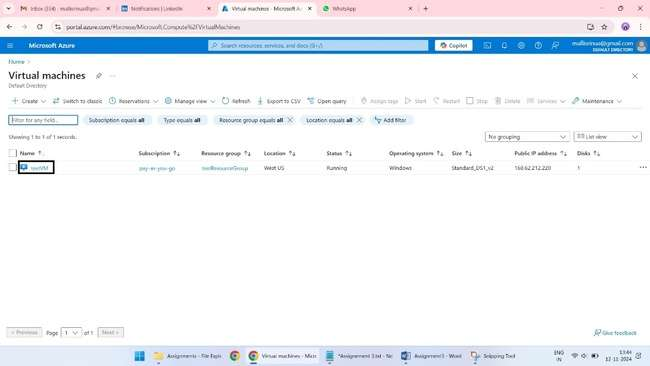 Inbox (334) - mallisrinua@gmai
Notifications | LinkedIn
Virtual machines - Microsoft A
WhatsApp
portal.azure.com/#browse/Microsoft.Compute%2FVirtualMachines
Microsoft Azure
Search resources, services, and docs (G+/)
Copilot
mallisrinua@gmail.com
DEFAULT DIRECTORY
Home >
Virtual machines
Default Directory
Create
Switch to classic
Reservations
Manage view
Refresh
Export to CSV
Open query
Assign tags
Start
Restart
Stop
Delete
Services
Maintenance
Filter for any field...
Subscription equals all
Type equals all
Resource group equals all
Location equals all
Add filter
Showing 1 to 1 of 1 records.
No grouping
List view
Name
Subscription
Resource group
Location
Status
Operating system
Size
Public IP address
Disks
testVM
pay-as-you-go
testResourceGroup
West US
Running
Windows
Standard_DS1_v2
168.62.212.220
1
< Previous
Page
1
of 1
Next >
Give feedback
Assignments - File Expl
Virtual machines - Micr
*Assignment 3.txt - No
Assignment3 - Word
Snipping Tool
ENG
IN
13:44
12-11-2024